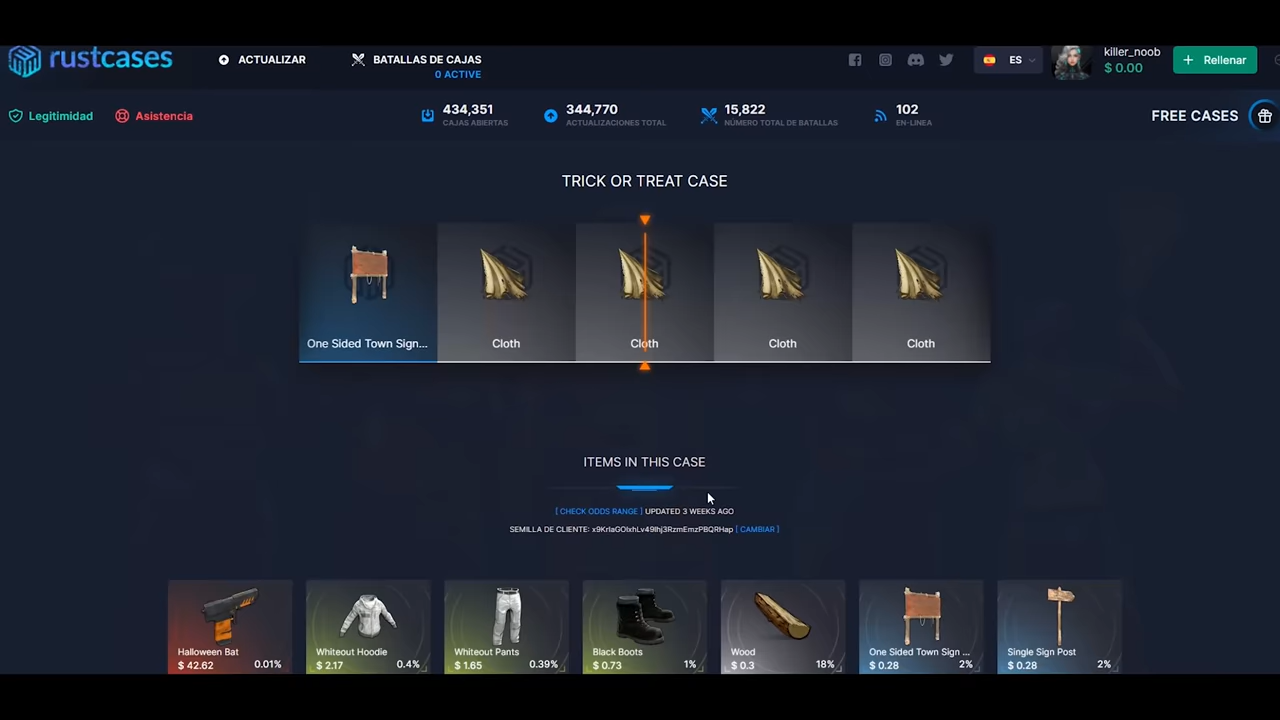 rustcases
ACTUALIZAR
BATALLAS DE CAJAS
0 ACTIVE
ES
killer_noob
$ 0.00
+ Rellenar
Legitimidad
Asistencia
434,351
CAJAS ABIERTAS
344,770
ACTUALIZACIONES TOTAL
15,822
NÚMERO TOTAL DE BATALLAS
102
EN-LINEA
FREE CASES
TRICK OR TREAT CASE
One Sided Town Sign...
Cloth
Cloth
Cloth
Cloth
ITEMS IN THIS CASE
[ CHECK ODDS RANGE ] UPDATED 3 WEEKS AGO
SEMILLA DE CLIENTE: [ CAMBIAR ]
Halloween Bat
$ 42.62 0.01%
Whiteout Hoodie
$ 2.17 0.4%
Whiteout Pants
$ 1.65 0.39%
Black Boots
$ 0.73 1%
Wood
$ 0.3 18%
One Sided Town Sign ...
$ 0.28 2%
Single Sign Post
$ 0.28 2%